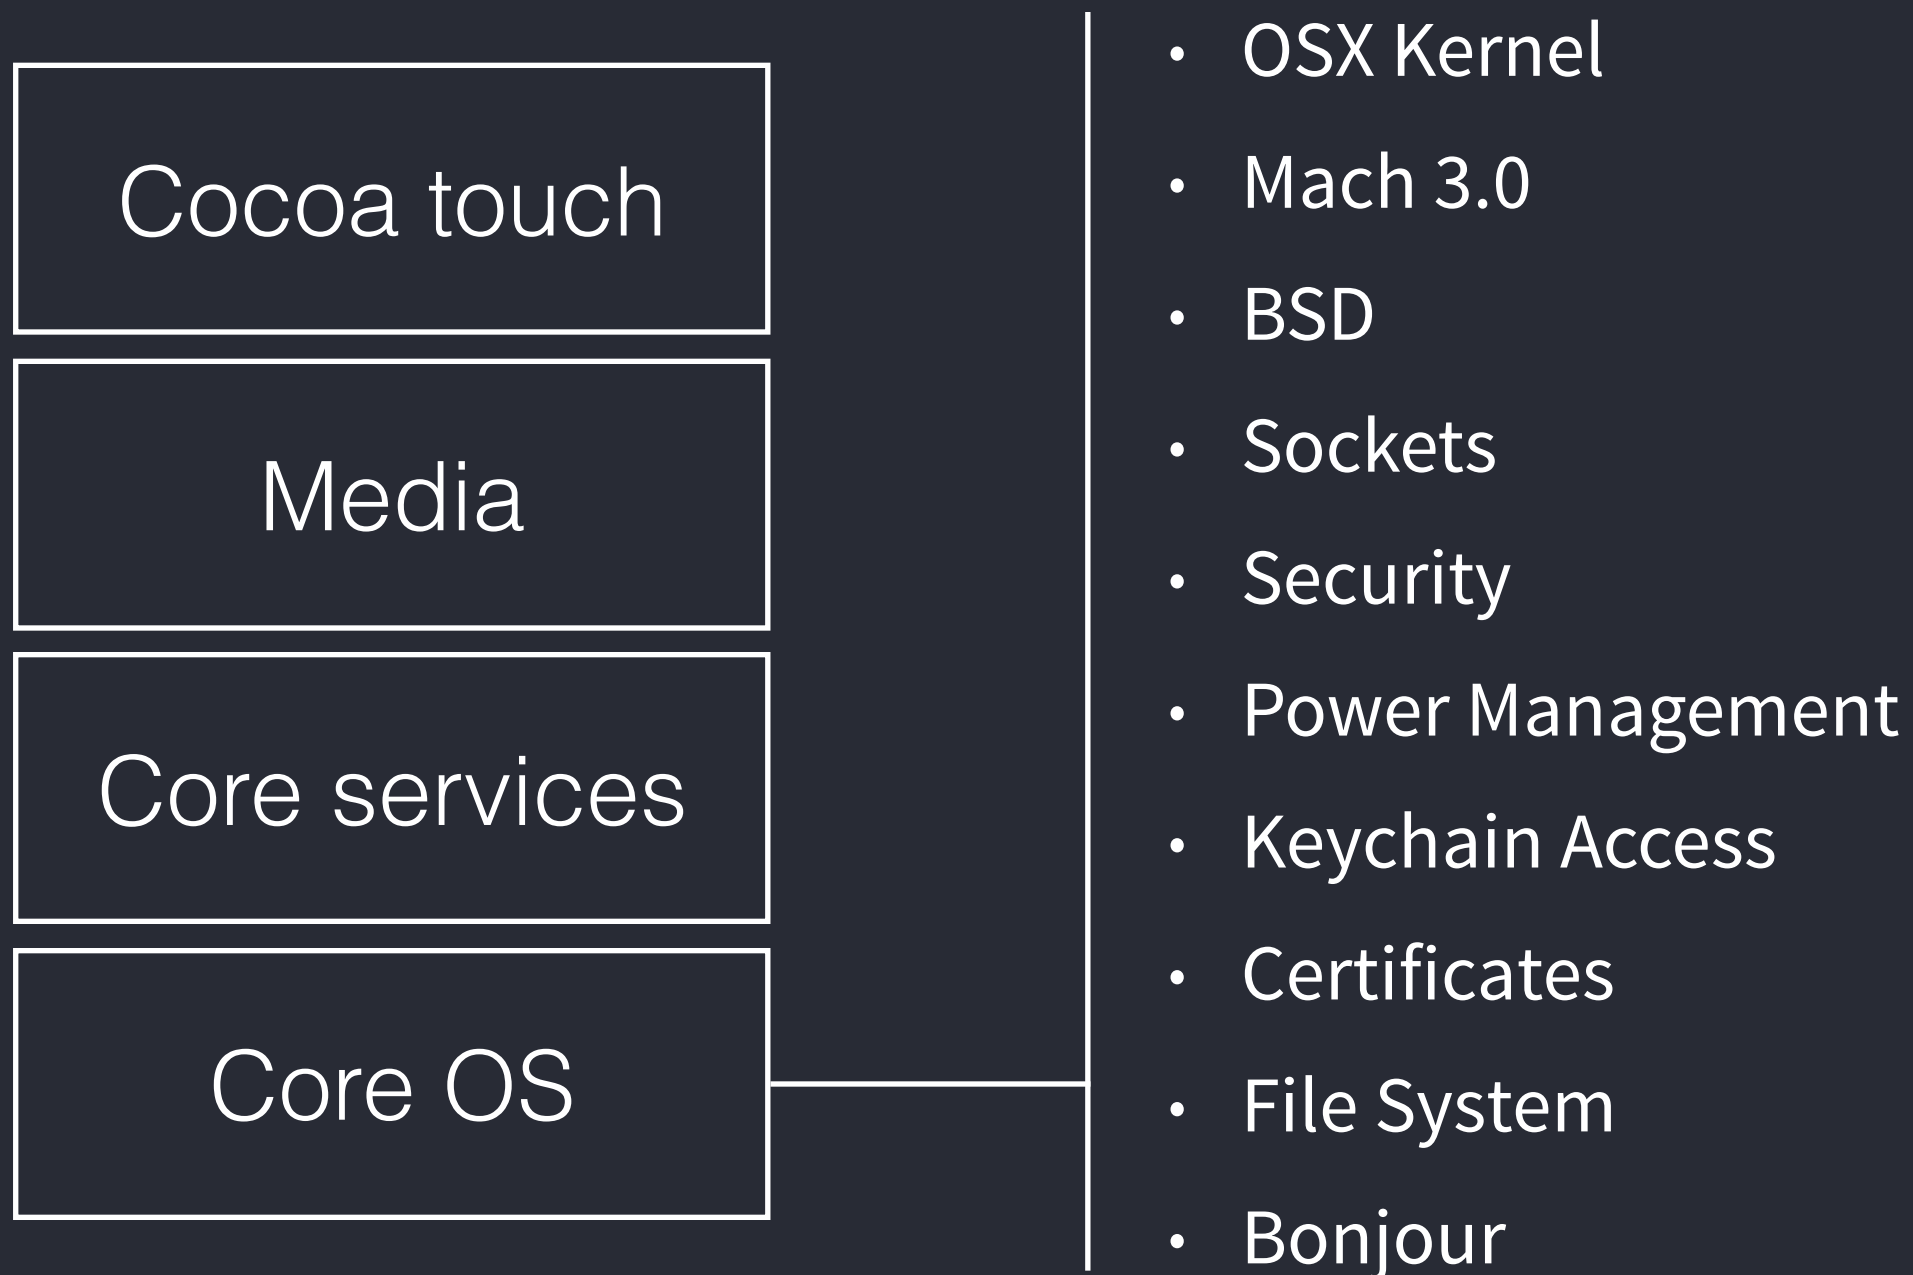 Cocoa touch
Media
Core services
Core OS
• OSX Kernel
• Mach 3.0
• BSD
• Sockets
• Security
• Power Management
• Keychain Access
• Certificates
• File System
• Bonjour